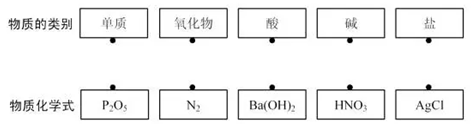 物质的类别 单质 氧化物 酸 碱 盐
物质化学式 P₂O₅ N₂ Ba(OH)₂ HNO₃ AgCl